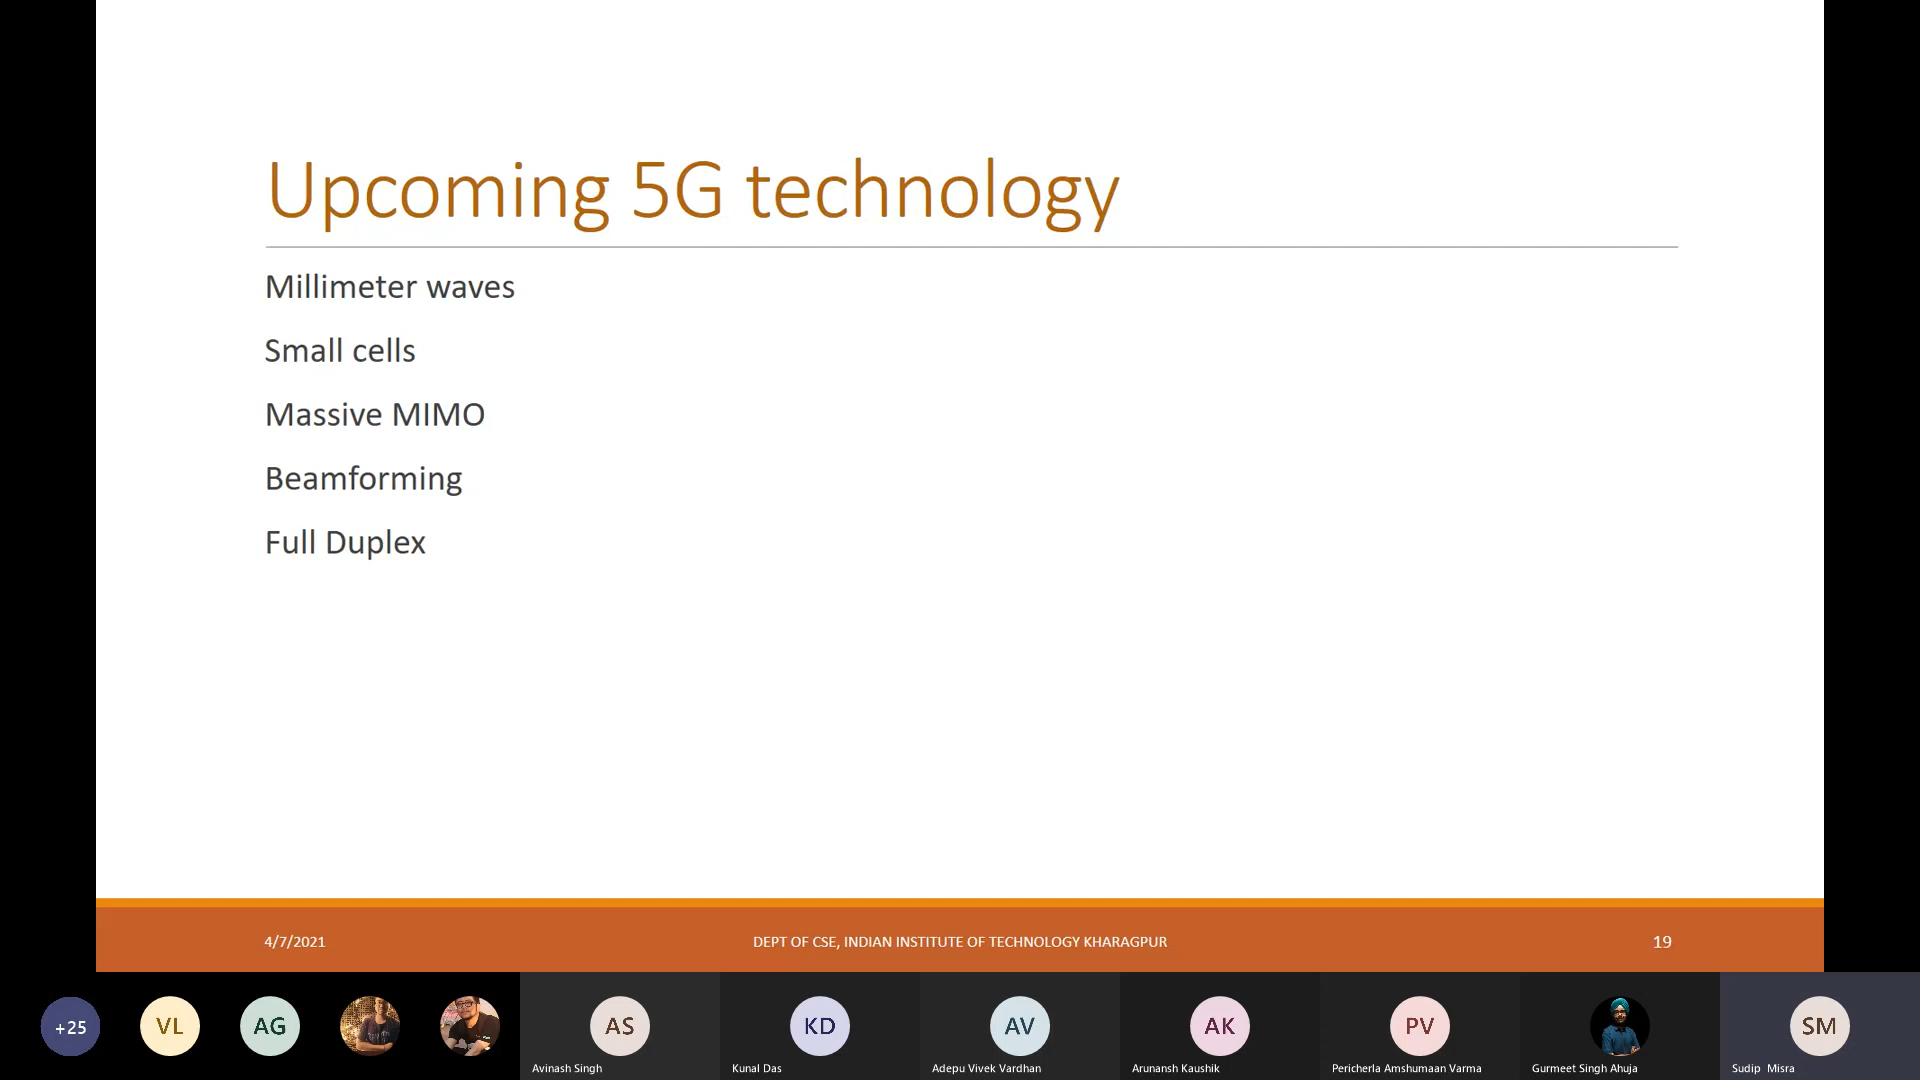 Upcoming 5G technology
Millimeter waves
Small cells
Massive MIMO
Beamforming
Full Duplex
4/7/2021 DEPT OF CSE, INDIAN INSTITUTE OF TECHNOLOGY KHARAGPUR 19
+25 VL AG AS KD AV AK PV SM
Avinash Singh Kunal Das Adepu Vivek Vardhan Arunansh Kaushik Pericherla Amshumaan Varma Gurmeet Singh Ahuja Sudip Misra